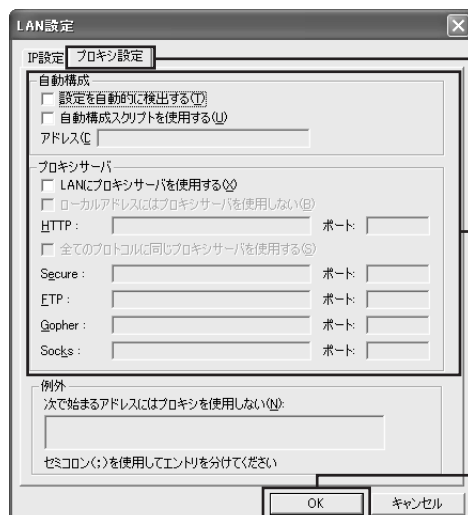 LAN設定
IP設定 プロキシ設定
自動構成
設定を自動的に検出する(T)
自動構成スクリプトを使用する(U)
アドレス(
プロキシサーバ
LANにプロキシサーバを使用する(X)
ローカルアドレスにはプロキシサーバを使用しない(B)
HTTP : ポート:
全てのプロトコルに同じプロキシサーバを使用する(S)
Secure : ポート:
FTP : ポート:
Gopher : ポート:
Socks : ポート:
例外
次で始まるアドレスにはプロキシを使用しない(N):
セミコロン(;)を使用してエントリを分けてください
OK キャンセル